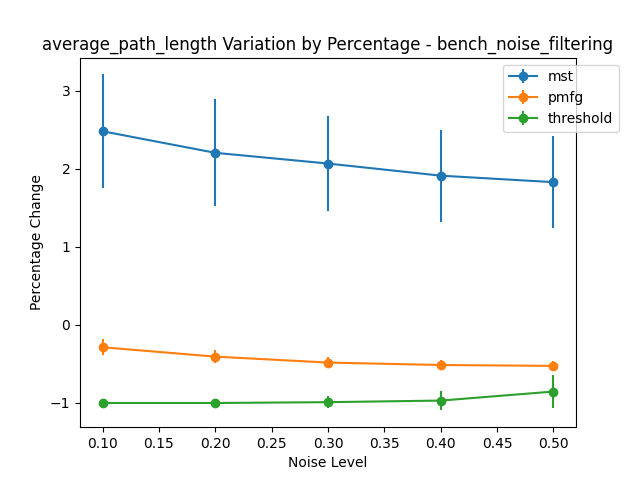 average_path_length Variation by Percentage - bench_noise_filtering
mst
pmfg
threshold
Percentage Change
3
2
1
0
−1
0.10 0.15 0.20 0.25 0.30 0.35 0.40 0.45 0.50
Noise Level